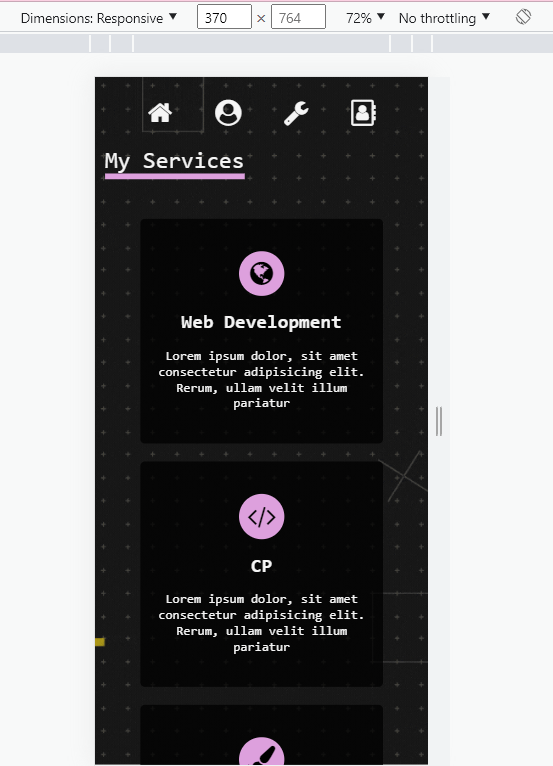 Dimensions: Responsive ▼ 370 × 764 72% ▼ No throttling ▼
My Services
Web Development
Lorem ipsum dolor, sit amet
consectetur adipisicing elit.
Rerum, ullam velit illum
pariatur
</>
CP
Lorem ipsum dolor, sit amet
consectetur adipisicing elit.
Rerum, ullam velit illum
pariatur